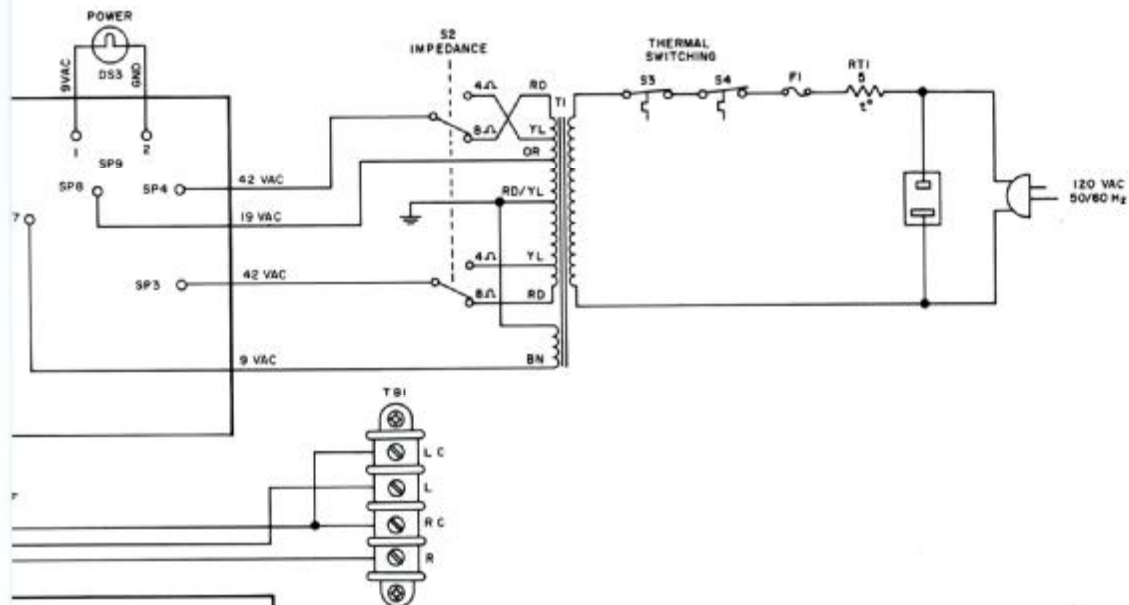 POWER
DS3
9VAC
GND
1
2
SP9
SP8
SP4
7
SP3
42 VAC
19 VAC
42 VAC
9 VAC
S2
IMPEDANCE
4Ω
8Ω
4Ω
8Ω
RD
YL
OR
RD/YL
YL
RD
BN
T1
THERMAL
SWITCHING
S3
S4
F1
RT1
5
t°
120 VAC
50/60 Hz
TB1
LC
L
RC
R